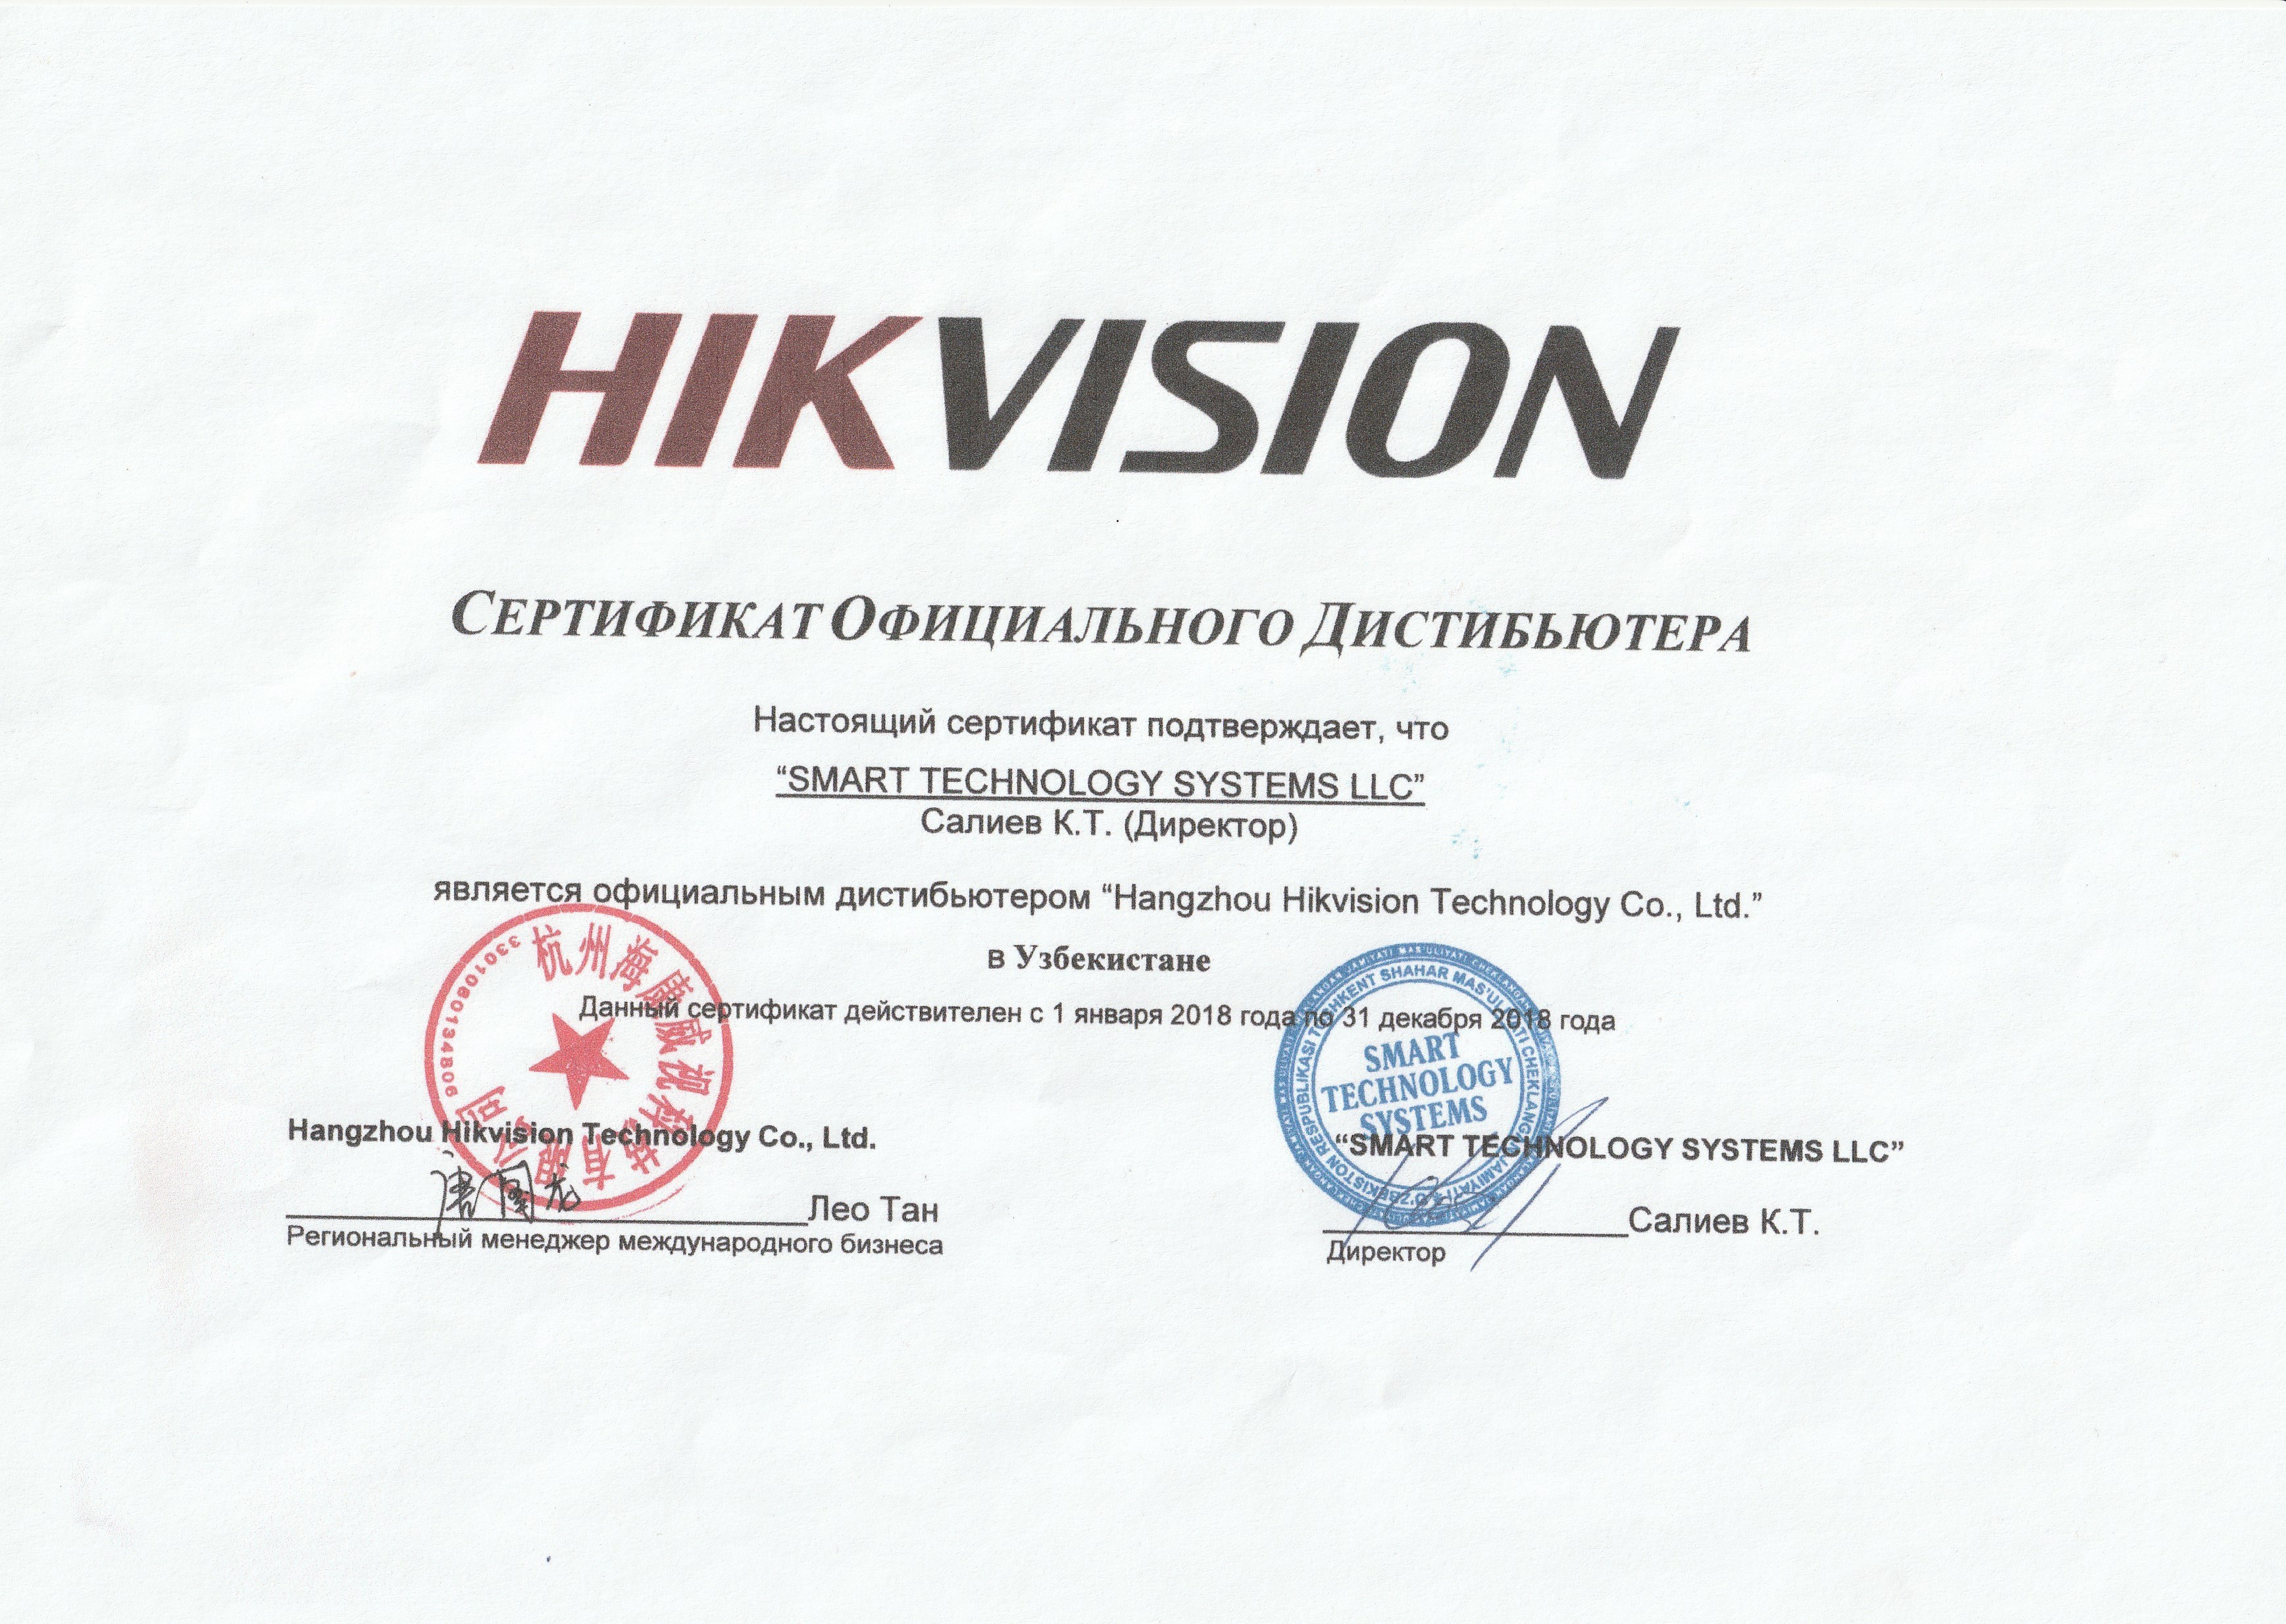 HIKVISION
СЕРТИФИКАТ ОФИЦИАЛЬНОГО ДИСТИБЬЮТЕРА
Настоящий сертификат подтверждает, что
“SMART TECHNOLOGY SYSTEMS LLC”
Салиев К.Т. (Директор)
является официальным дистибьютером “Hangzhou Hikvision Technology Co., Ltd.”
в Узбекистане
Данный сертификат действителен с 1 января 2018 года по 31 декабря 2018 года
杭州海康威视科技有限公司
3301080134806
SMART
TECHNOLOGY
SYSTEMS
O'ZBEKISTON RESPUBLIKASI TOSHKENT SHAHAR MAS'ULIYATI CHEKLANGAN JAMIYATI
Hangzhou Hikvision Technology Co., Ltd.
Лео Тан
Региональный менеджер международного бизнеса
“SMART TECHNOLOGY SYSTEMS LLC”
Салиев К.Т.
Директор